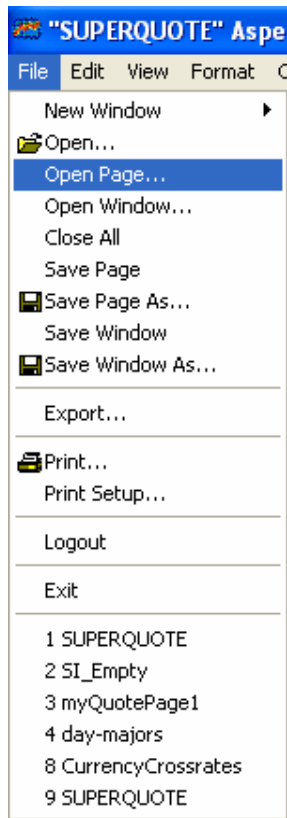 "SUPERQUOTE" Aspe
File Edit View Format
New Window
Open...
Open Page...
Open Window...
Close All
Save Page
Save Page As...
Save Window
Save Window As...
Export...
Print...
Print Setup...
Logout
Exit
1 SUPERQUOTE
2 SI_Empty
3 myQuotePage1
4 day-majors
8 CurrencyCrossrates
9 SUPERQUOTE